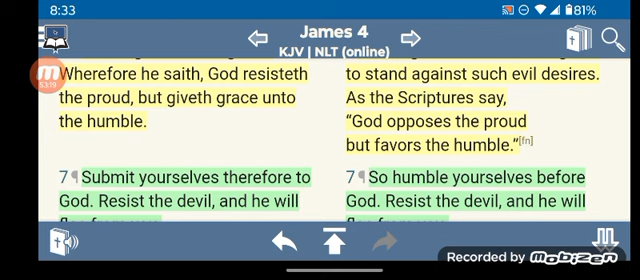 8:33
81%
James 4
KJV | NLT (online)
53:19
Wherefore he saith, God resisteth
the proud, but giveth grace unto
the humble.
7 ¶ Submit yourselves therefore to
God. Resist the devil, and he will
to stand against such evil desires.
As the Scriptures say,
“God opposes the proud
but favors the humble.”[fn]
7 ¶ So humble yourselves before
God. Resist the devil, and he will
Recorded by mobizen